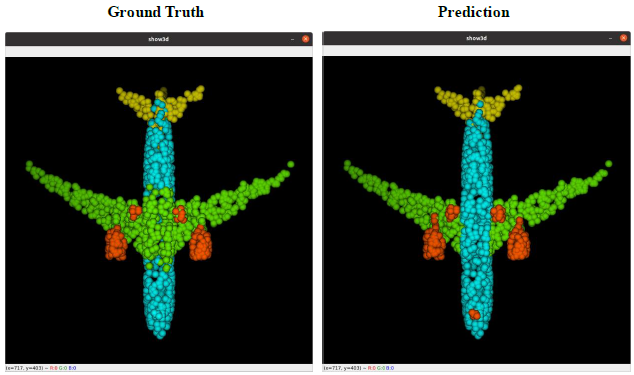 Ground Truth
Prediction
show3d
show3d
(x=717, y=403) ~ R:0 G:0 B:0
(x=717, y=403) ~ R:0 G:0 B:0